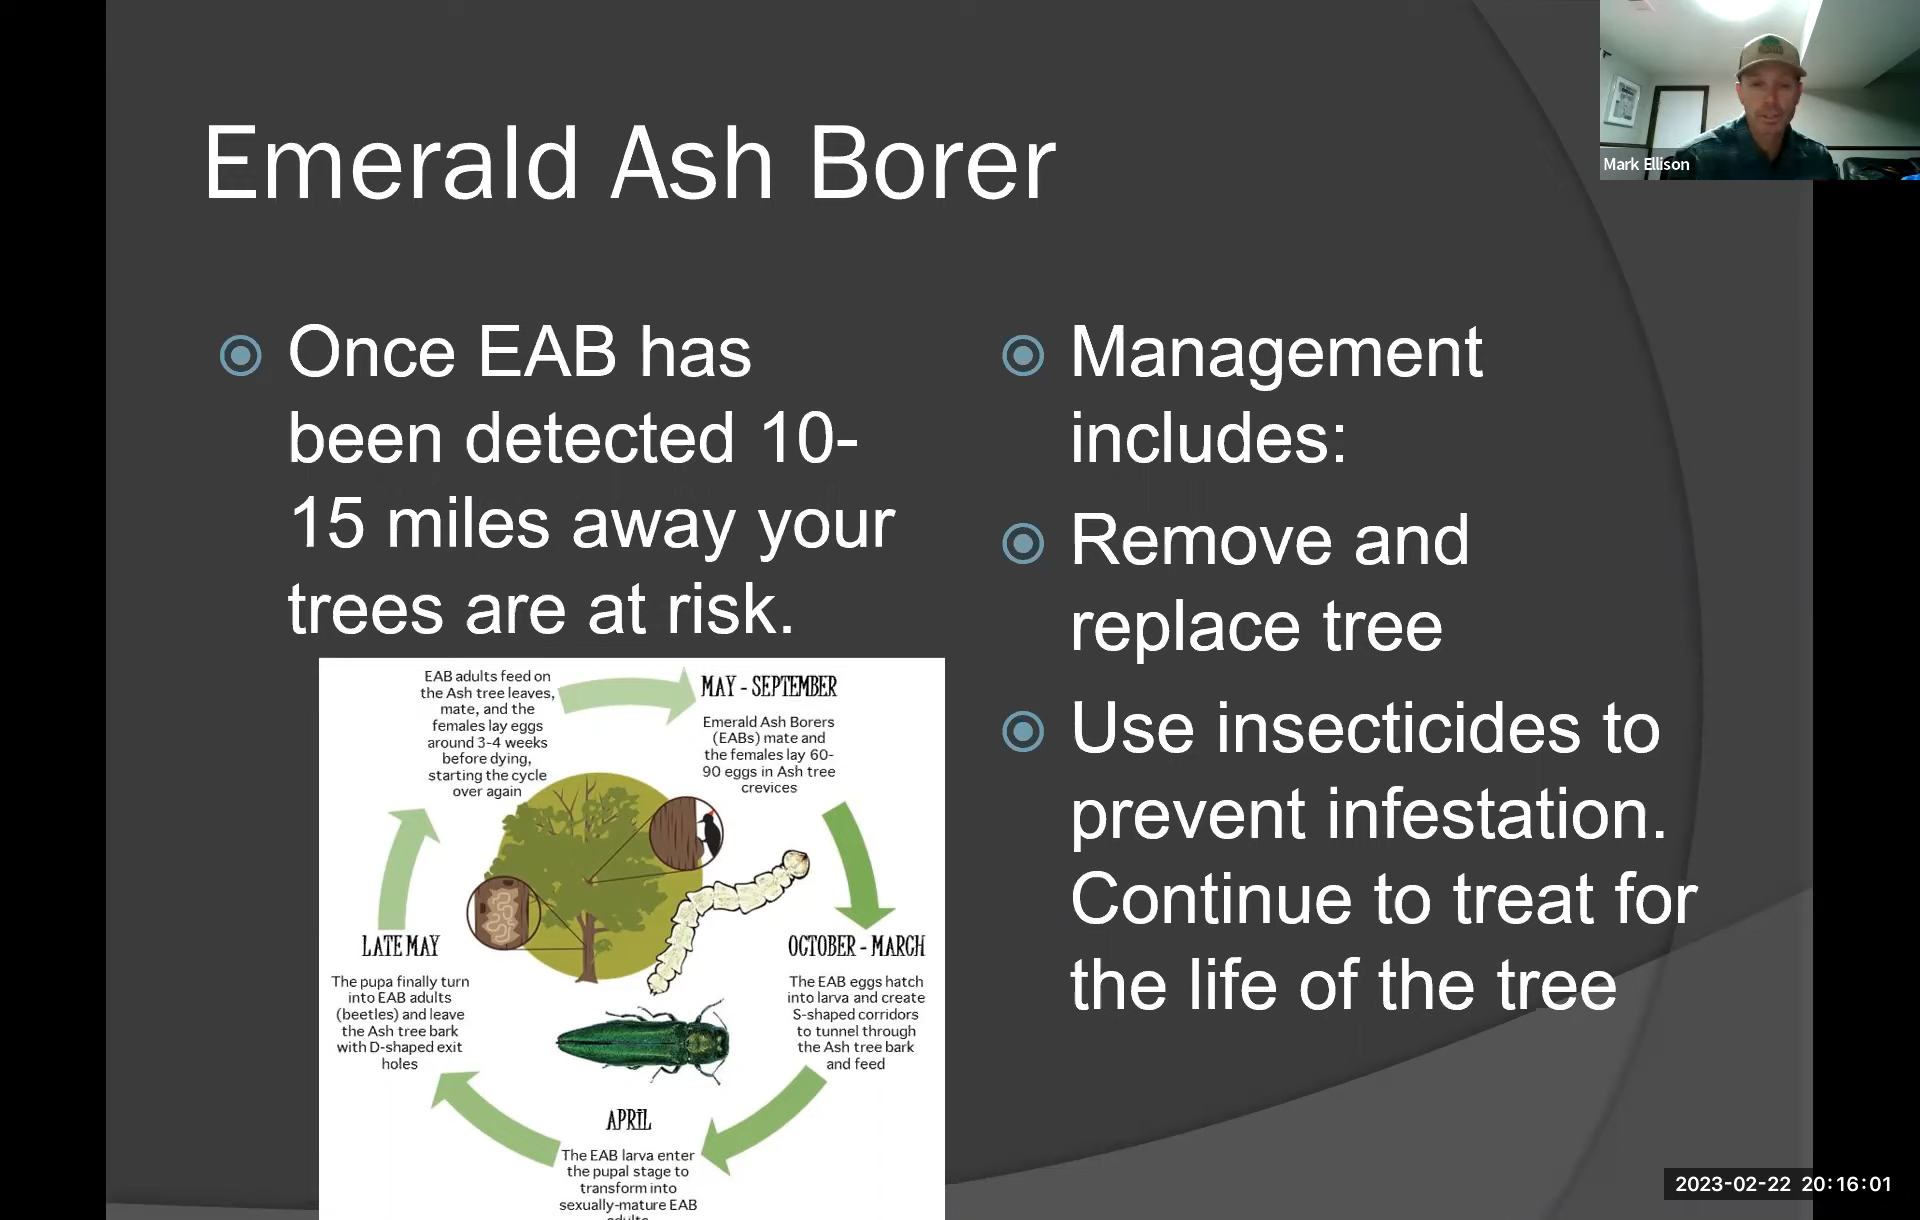 Emerald Ash Borer
Mark Ellison
Once EAB has
been detected 10-
15 miles away your
trees are at risk.
EAB adults feed on
the Ash tree leaves,
mate, and the
females lay eggs
around 3-4 weeks
before dying,
starting the cycle
over again
MAY - SEPTEMBER
Emerald Ash Borers
(EABs) mate and
the females lay 60-
90 eggs in Ash tree
crevices
OCTOBER - MARCH
The EAB eggs hatch
into larva and create
S-shaped corridors
to tunnel through
the Ash tree bark
and feed
APRIL
The EAB larva enter
the pupal stage to
transform into
sexually-mature EAB
adults
LATE MAY
The pupa finally turn
into EAB adults
(beetles) and leave
the Ash tree bark
with D-shaped exit
holes
Management
includes:
Remove and
replace tree
Use insecticides to
prevent infestation.
Continue to treat for
the life of the tree
2023-02-22 20:16:01